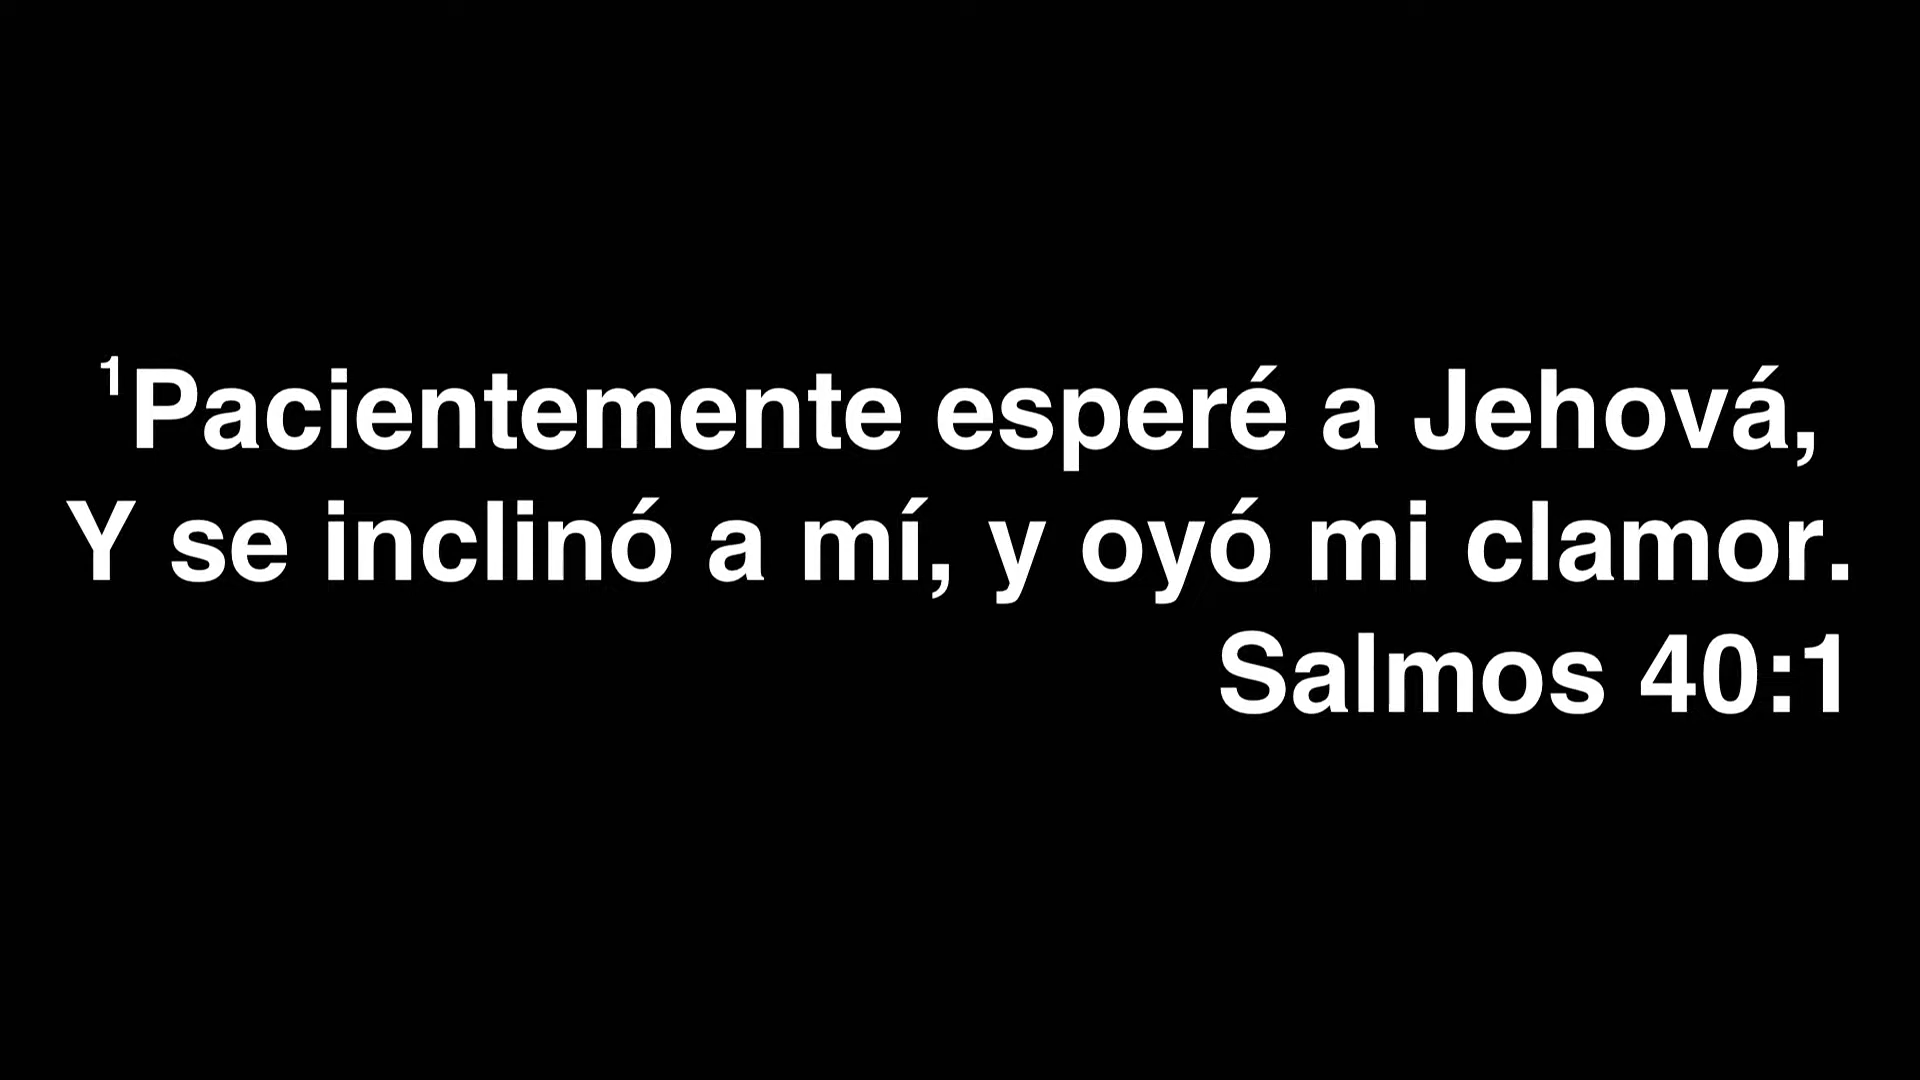 ¹Pacientemente esperé a Jehová,
Y se inclinó a mí, y oyó mi clamor.
Salmos 40:1